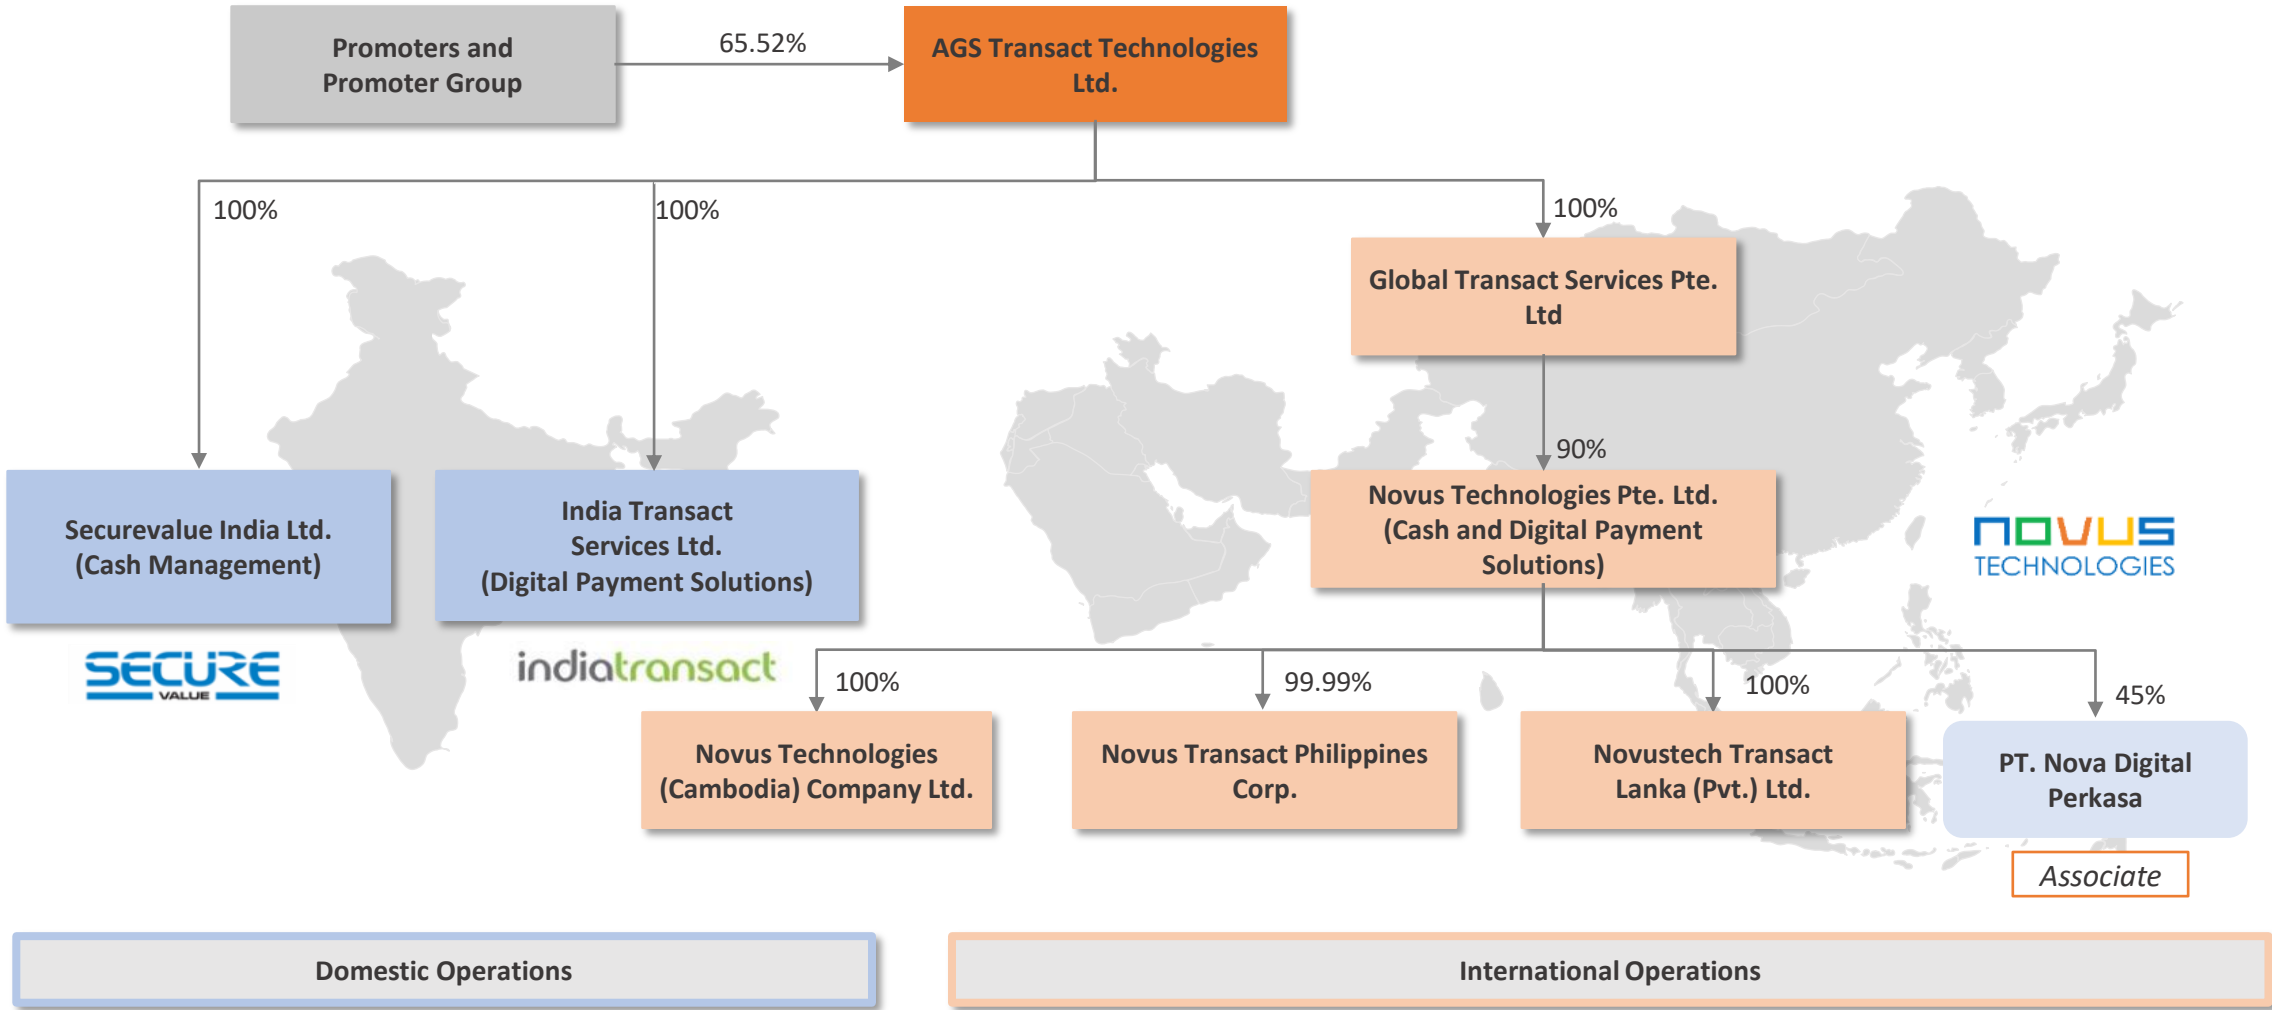 Promoters and
Promoter Group
65.52%
AGS Transact Technologies
Ltd.
100%
100%
100%
Global Transact Services Pte.
Ltd
90%
Securevalue India Ltd.
(Cash Management)
India Transact
Services Ltd.
(Digital Payment Solutions)
Novus Technologies Pte. Ltd.
(Cash and Digital Payment
Solutions)
NOVUS
TECHNOLOGIES
SECURE
VALUE
indiatransact
100%
99.99%
100%
45%
Novus Technologies
(Cambodia) Company Ltd.
Novus Transact Philippines
Corp.
Novustech Transact
Lanka (Pvt.) Ltd.
PT. Nova Digital
Perkasa
Associate
Domestic Operations
International Operations